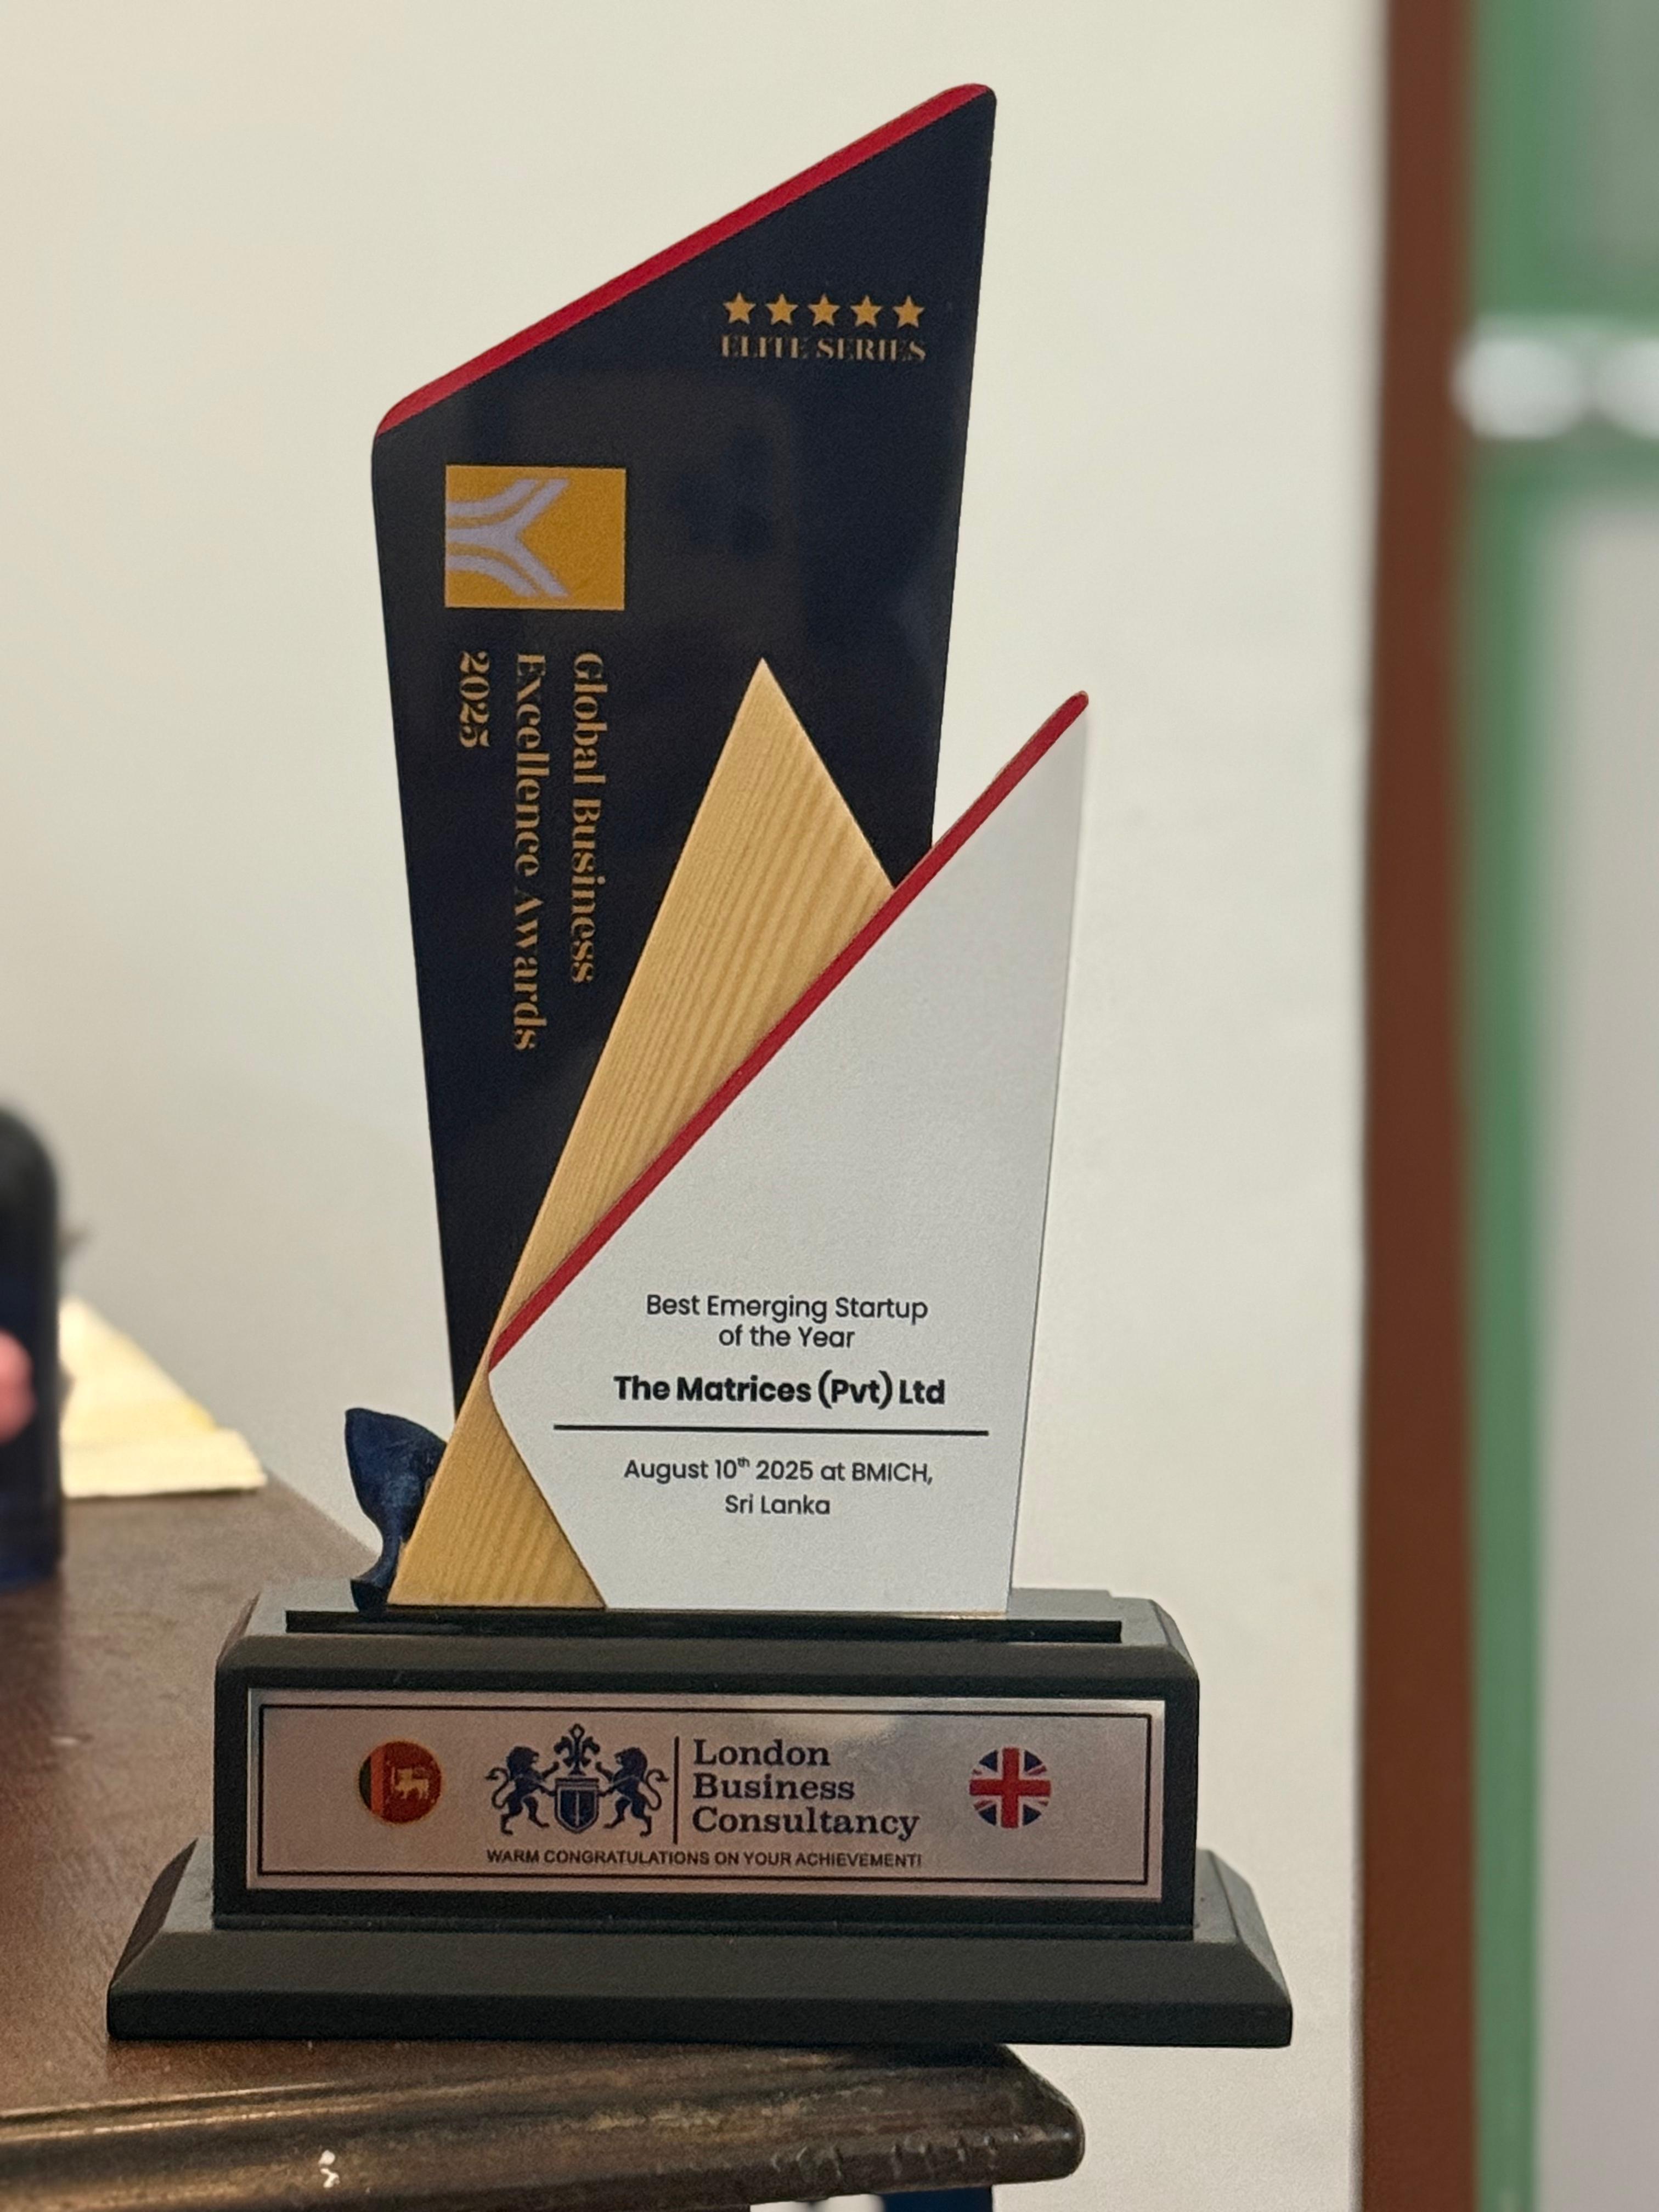 ELITE SERIES
Global Business
Excellence Awards
2025
Best Emerging Startup
of the Year
The Matrices (Pvt) Ltd
August 10th 2025 at BMICH,
Sri Lanka
London
Business
Consultancy
WARM CONGRATULATIONS ON YOUR ACHIEVEMENT!